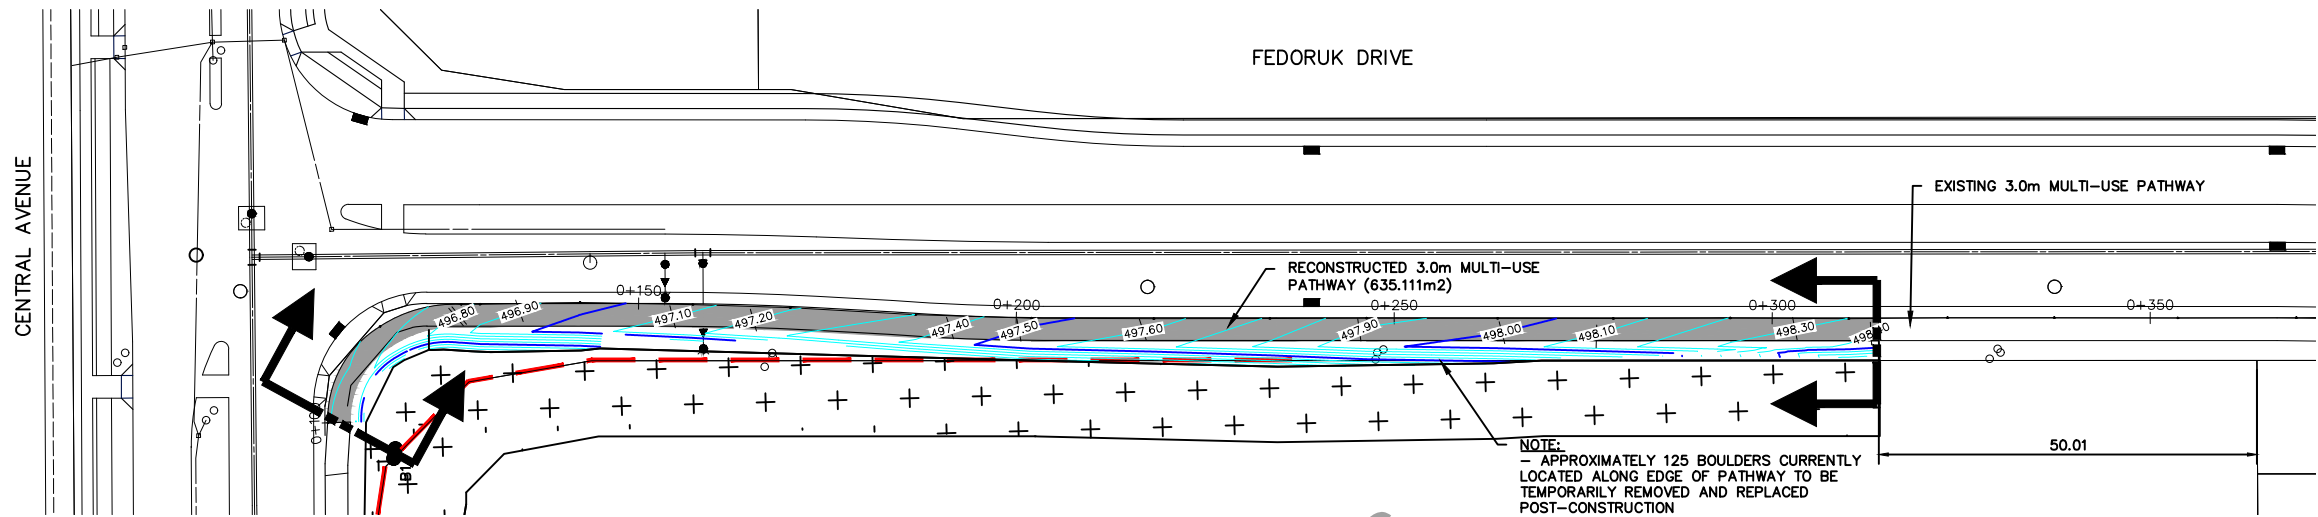 FEDORUK DRIVE
CENTRAL AVENUE
EXISTING 3.0m MULTI-USE PATHWAY
RECONSTRUCTED 3.0m MULTI-USE
PATHWAY (635.111m2)
0+150
0+200
0+250
0+300
0+350
496.80
496.90
497.10
497.20
497.40
497.50
497.60
497.90
498.00
498.10
498.30
B1
50.01
NOTE:
- APPROXIMATELY 125 BOULDERS CURRENTLY
LOCATED ALONG EDGE OF PATHWAY TO BE
TEMPORARILY REMOVED AND REPLACED
POST-CONSTRUCTION